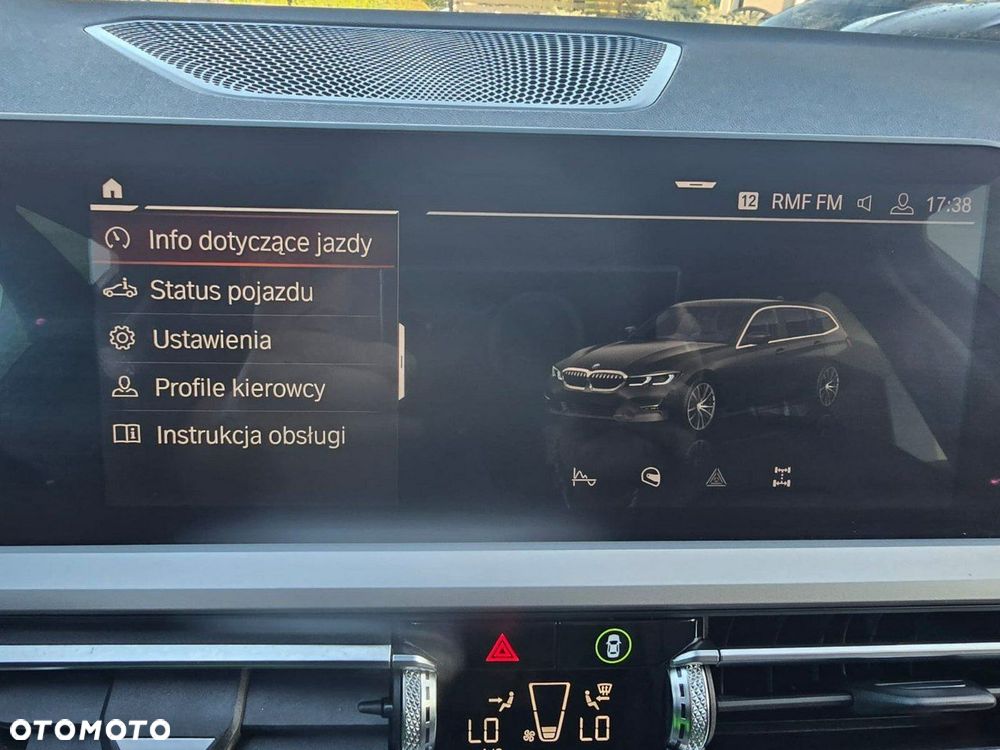 12 RMF FM 17:38
Info dotyczące jazdy
Status pojazdu
Ustawienia
Profile kierowcy
Instrukcja obsługi
LO LO
OTOMOTO